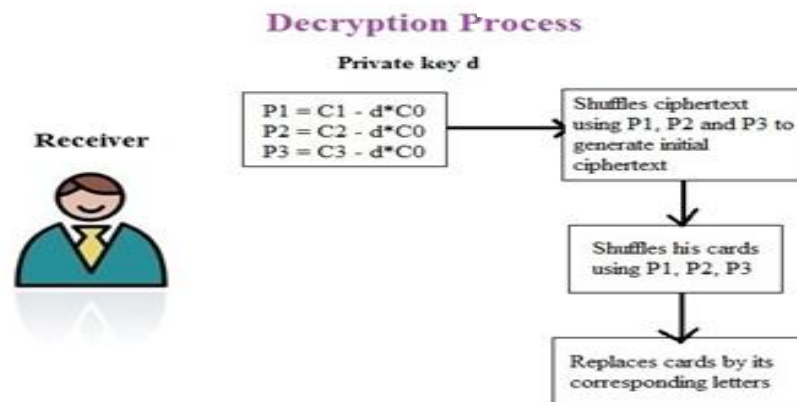 Decryption Process
Private key d
Receiver
P1 = C1 - d*C0
P2 = C2 - d*C0
P3 = C3 - d*C0
Shuffles ciphertext
using P1, P2 and P3 to
generate initial
ciphertext
Shuffles his cards
using P1, P2, P3
Replaces cards by its
corresponding letters